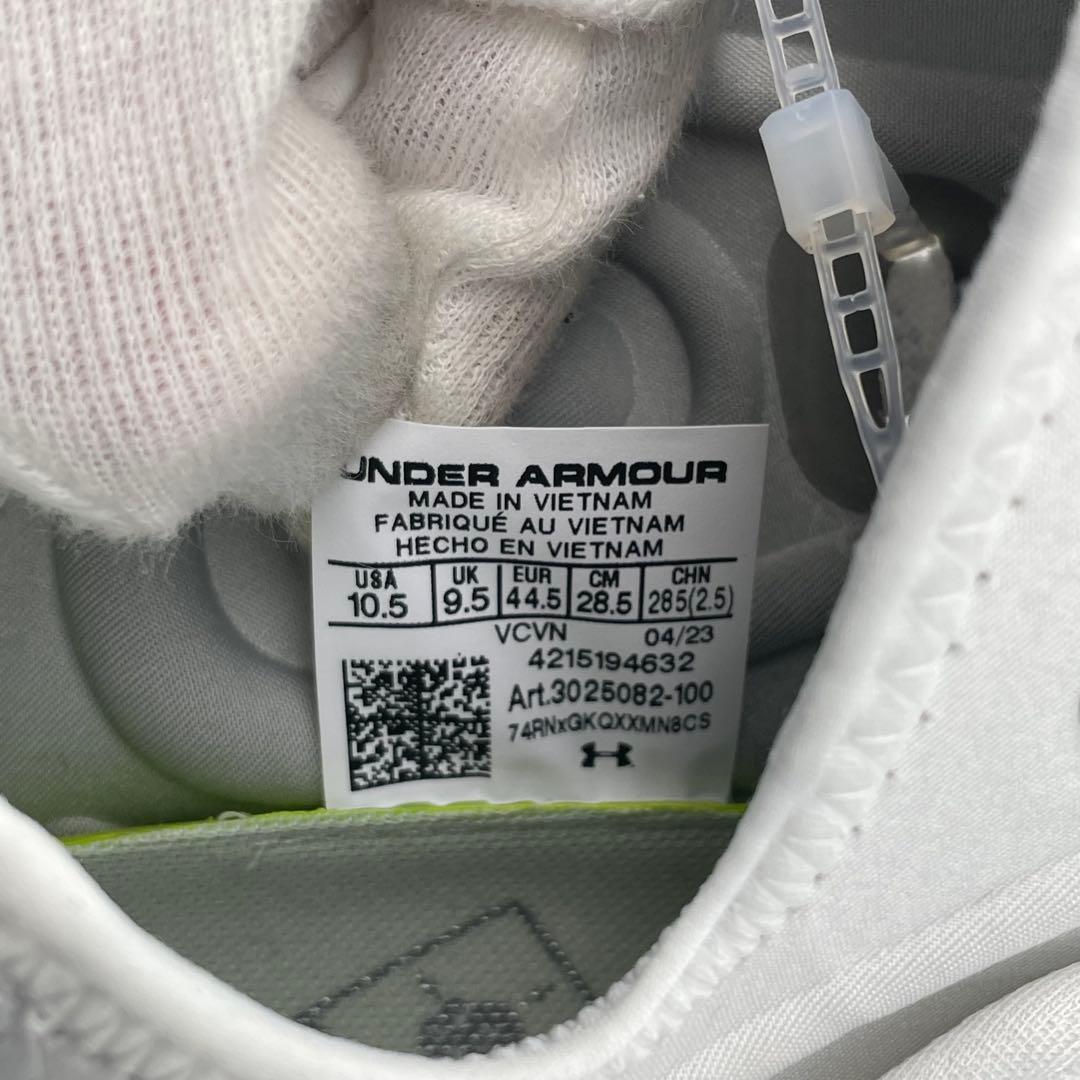 UNDER ARMOUR
MADE IN VIETNAM
FABRIQUÉ AU VIETNAM
HECHO EN VIETNAM
USA UK EUR CM CHN
10.5 9.5 44.5 28.5 285(2.5)
VCVN 04/23
4215194632
Art.3025082-100
74RNxGKQXXMN8CS